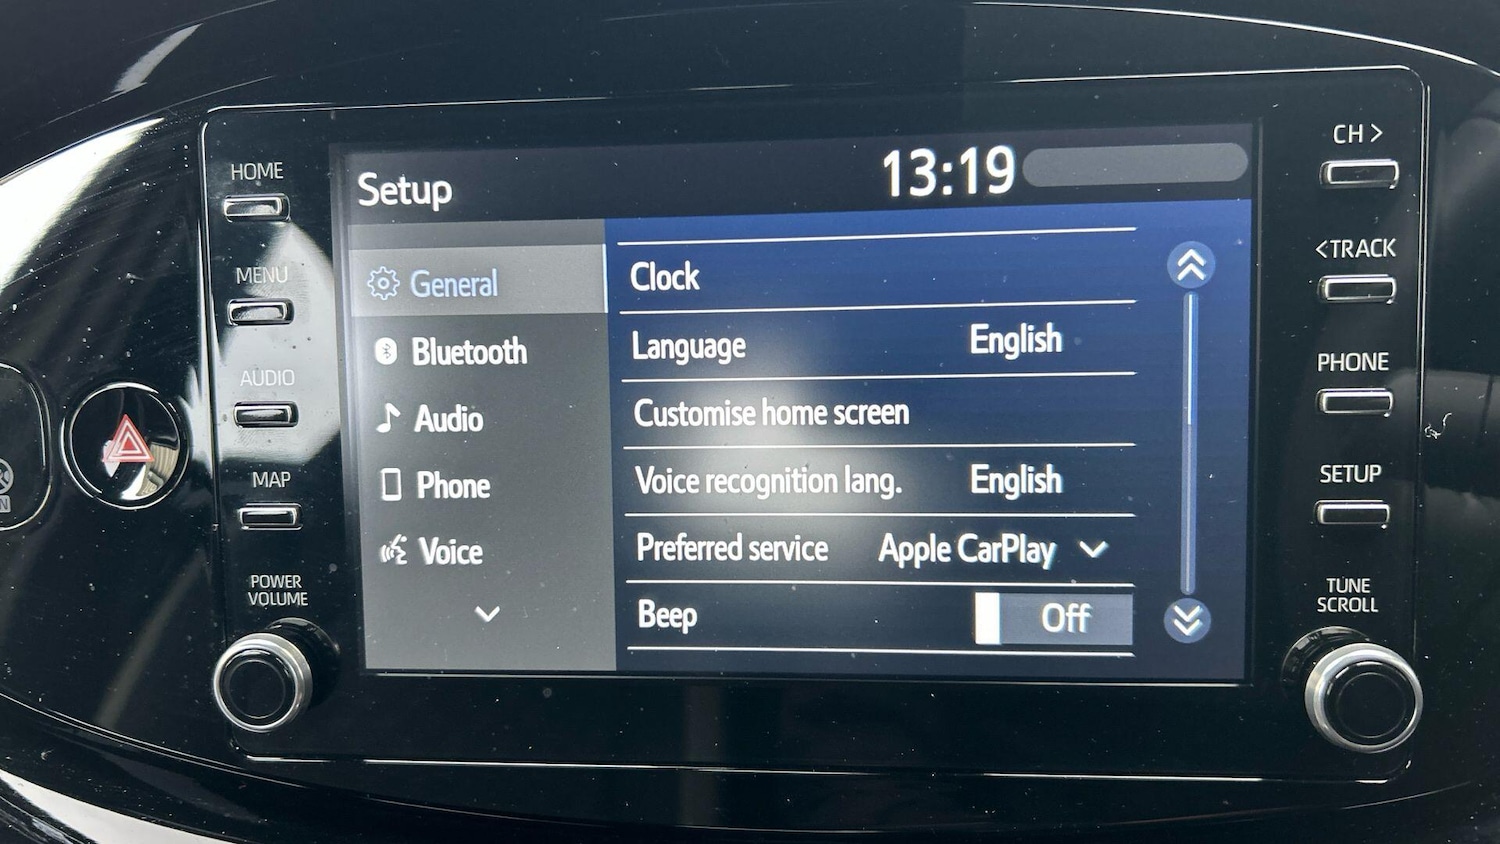 HOME
MENU
AUDIO
MAP
POWER
VOLUME
Setup
13:19
General
Bluetooth
Audio
Phone
Voice
Clock
Language English
Customise home screen
Voice recognition lang. English
Preferred service Apple CarPlay
Beep Off
CH >
<TRACK
PHONE
SETUP
TUNE
SCROLL